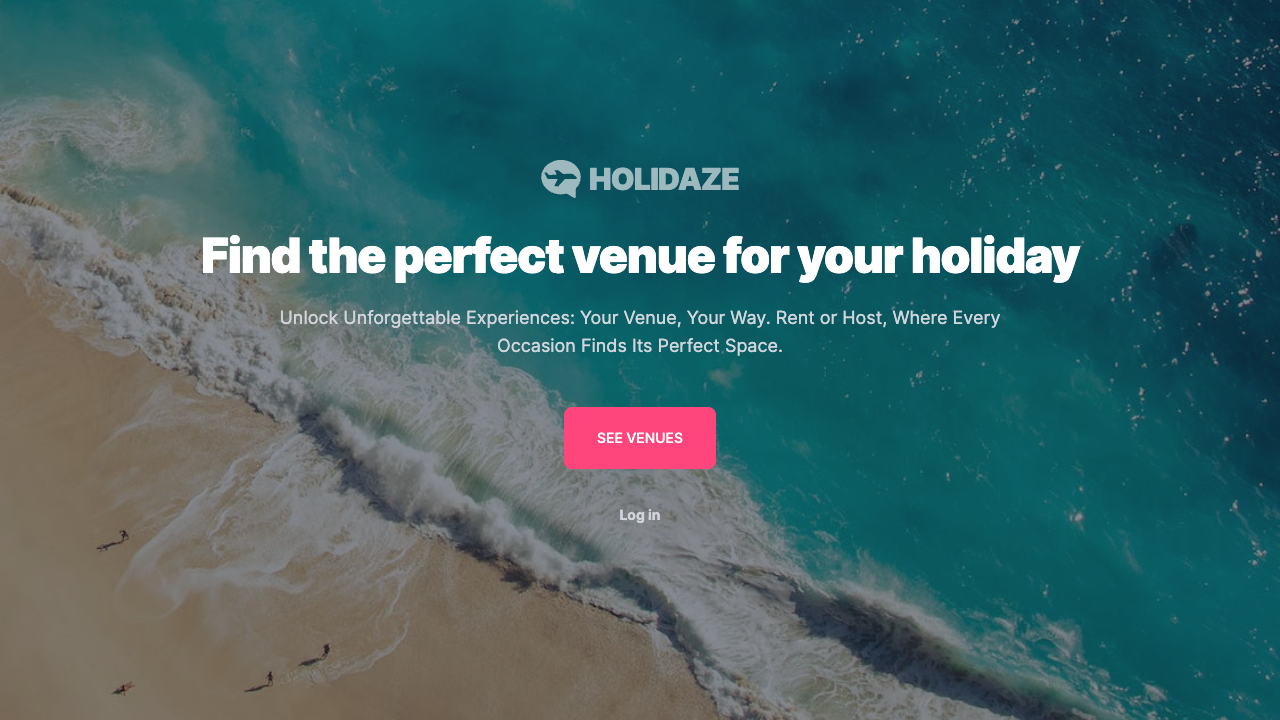 HOLIDAZE
Find the perfect venue for your holiday
Unlock Unforgettable Experiences: Your Venue, Your Way. Rent or Host, Where Every
Occasion Finds Its Perfect Space.
SEE VENUES
Log in